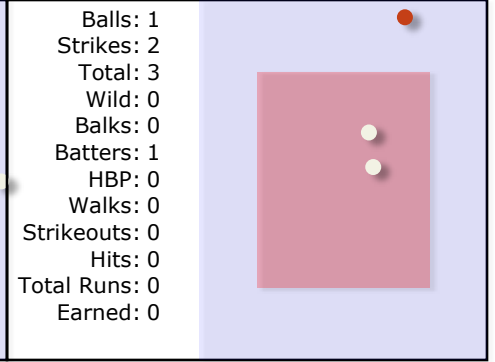 Balls: 1
Strikes: 2
Total: 3
Wild: 0
Balks: 0
Batters: 1
HBP: 0
Walks: 0
Strikeouts: 0
Hits: 0
Total Runs: 0
Earned: 0